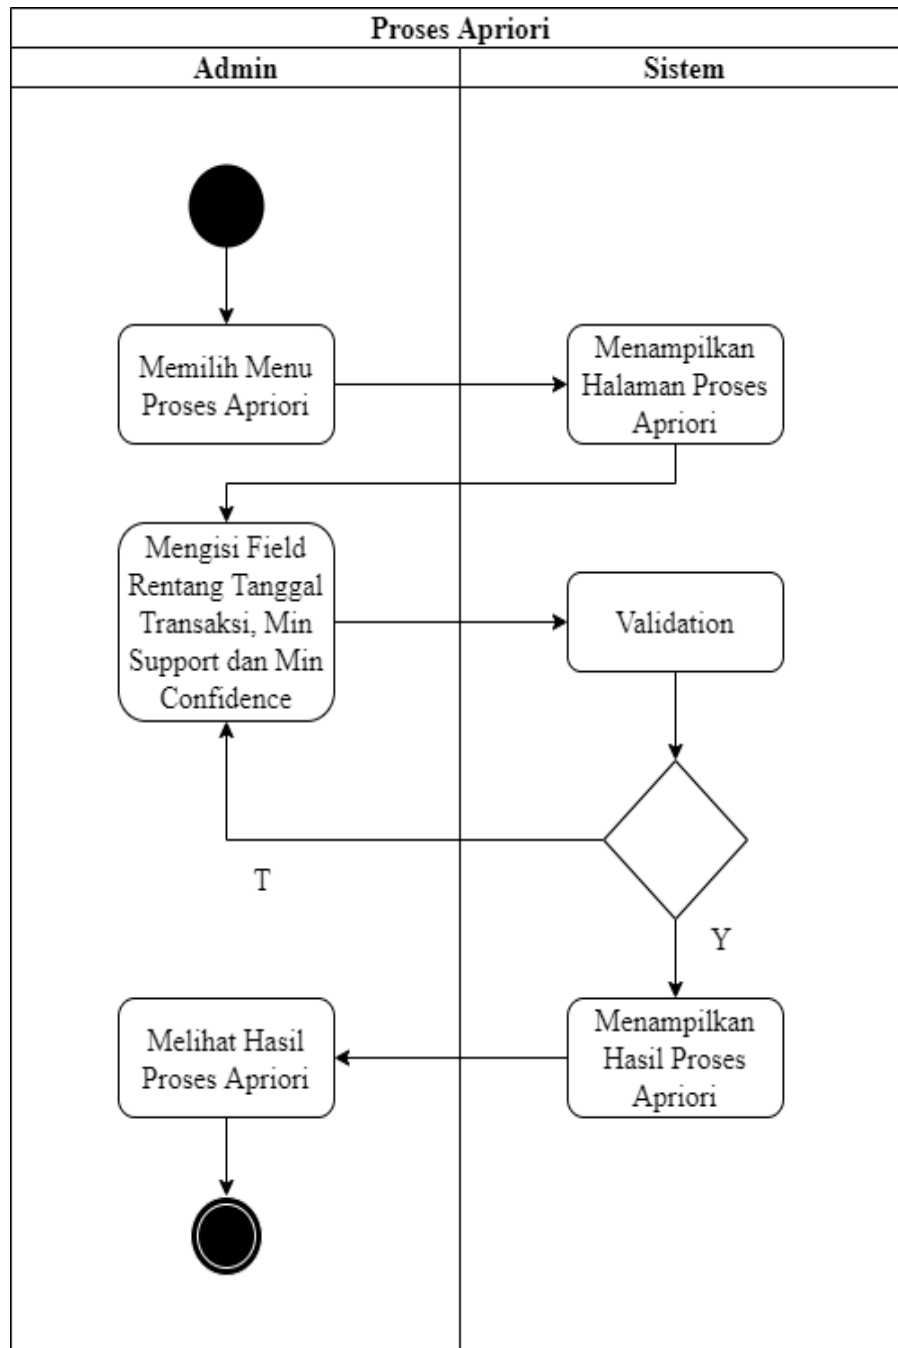 Proses Apriori
Admin
Sistem
Memilih Menu
Proses Apriori
Menampilkan
Halaman Proses
Apriori
Mengisi Field
Rentang Tanggal
Transaksi, Min
Support dan Min
Confidence
Validation
T
Y
Menampilkan
Hasil Proses
Apriori
Melihat Hasil
Proses Apriori